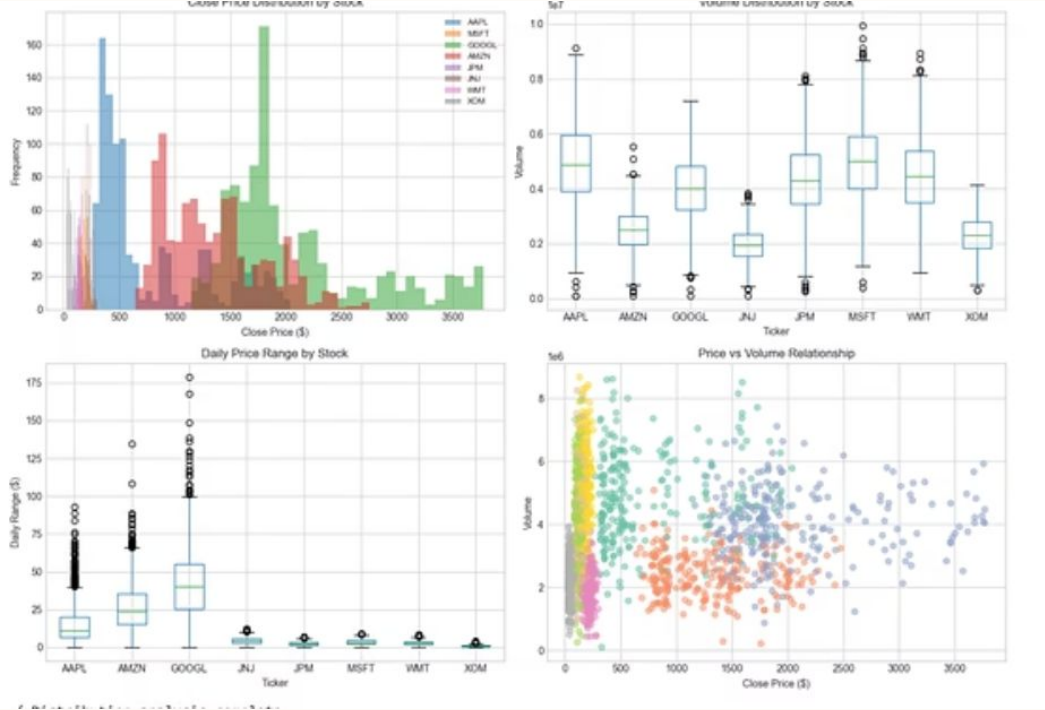 Close Price Distribution by Stock
AAPL
MSFT
GOOGL
AMZN
JPM
JNJ
WMT
XOM
160
140
120
100
80
60
40
20
0
Frequency
0 500 1000 1500 2000 2500 3000 3500
Close Price ($)
Volume Distribution by Stock
1e7
1.0
0.8
0.6
0.4
0.2
0.0
Volume
AAPL AMZN GOOGL JNJ JPM MSFT WMT XOM
Ticker
Daily Price Range by Stock
175
150
125
100
75
50
25
0
Daily Range ($)
AAPL AMZN GOOGL JNJ JPM MSFT WMT XOM
Ticker
Price vs Volume Relationship
1e6
8
6
4
2
0
Volume
0 500 1000 1500 2000 2500 3000 3500
Close Price ($)